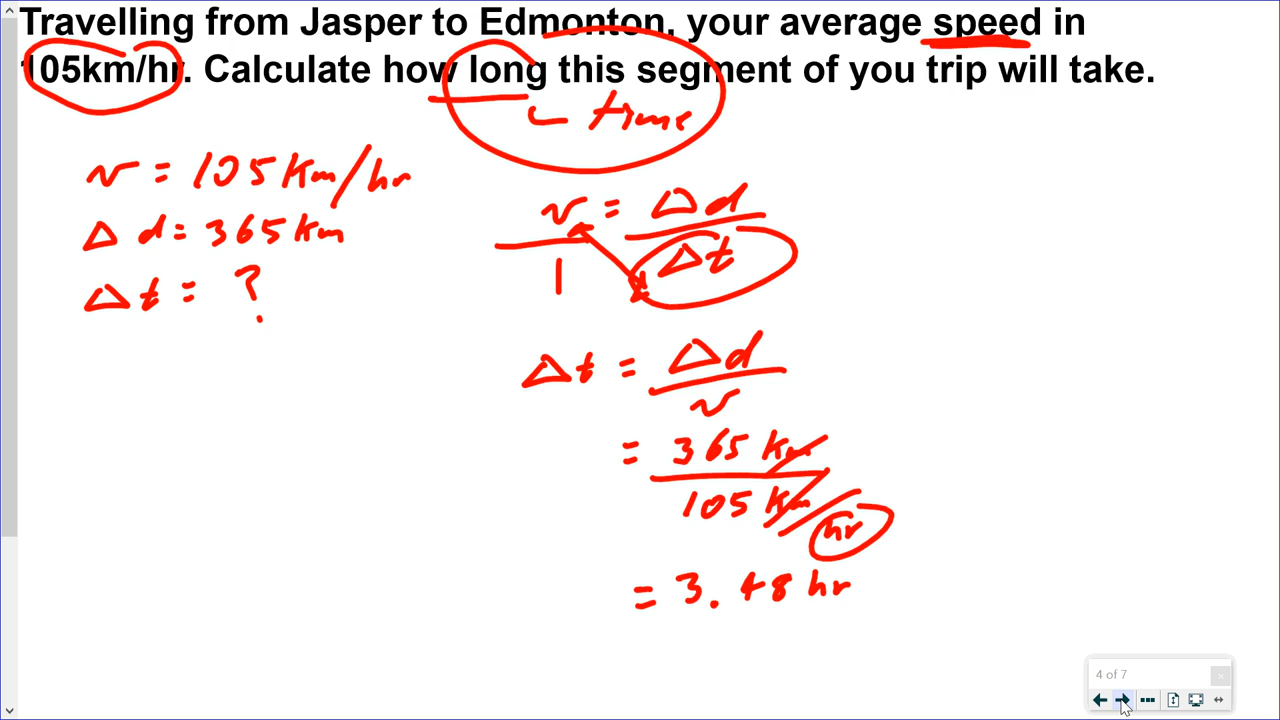 Travelling from Jasper to Edmonton, your average speed in
105km/hr. Calculate how long this segment of you trip will take.
time
v = 105 km/hr
Δd = 365 km
Δt = ?
v/1 = Δd/Δt
Δt = Δd/v
= 365 km / 105 km/hr
= 3.48 hr
4 of 7